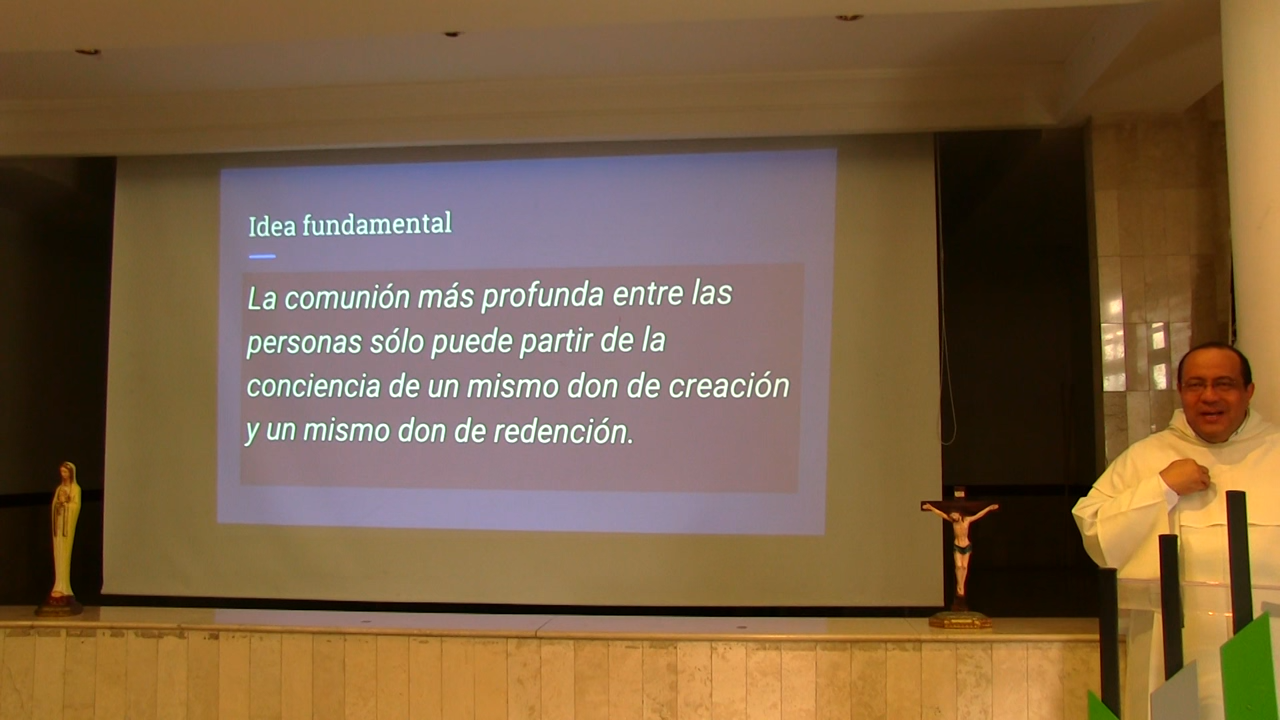 Idea fundamental
La comunión más profunda entre las
personas sólo puede partir de la
conciencia de un mismo don de creación
y un mismo don de redención.